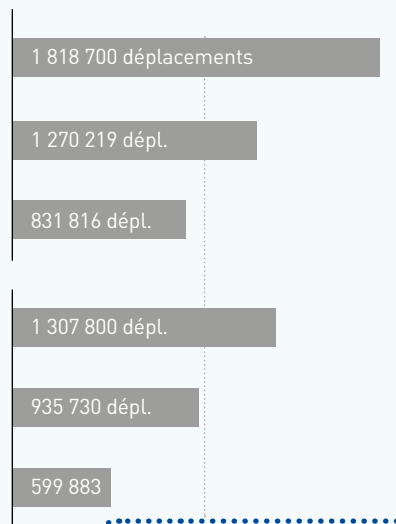 1 818 700 déplacements
1 270 219 dépl.
831 816 dépl.
1 307 800 dépl.
935 730 dépl.
599 883